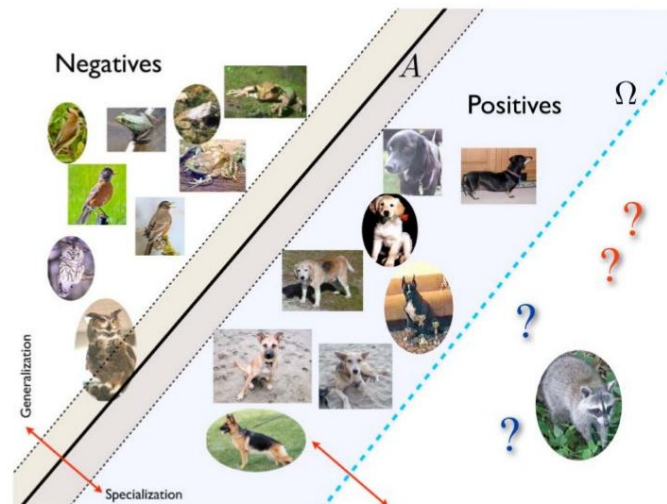 Negatives
A
Positives
Ω
?
?
?
?
Generalization
Specialization